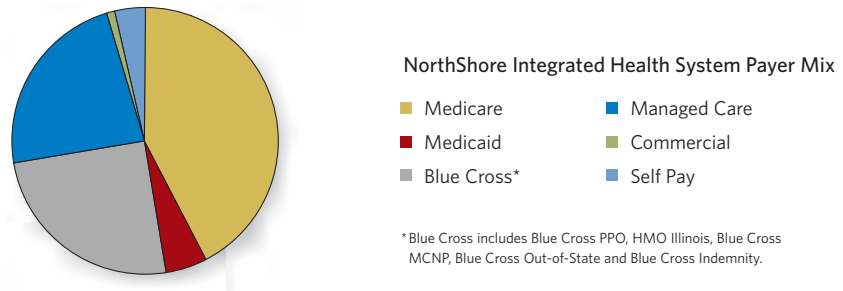 NorthShore Integrated Health System Payer Mix
Medicare
Managed Care
Medicaid
Commercial
Blue Cross*
Self Pay
* Blue Cross includes Blue Cross PPO, HMO Illinois, Blue Cross
MCNP, Blue Cross Out-of-State and Blue Cross Indemnity.